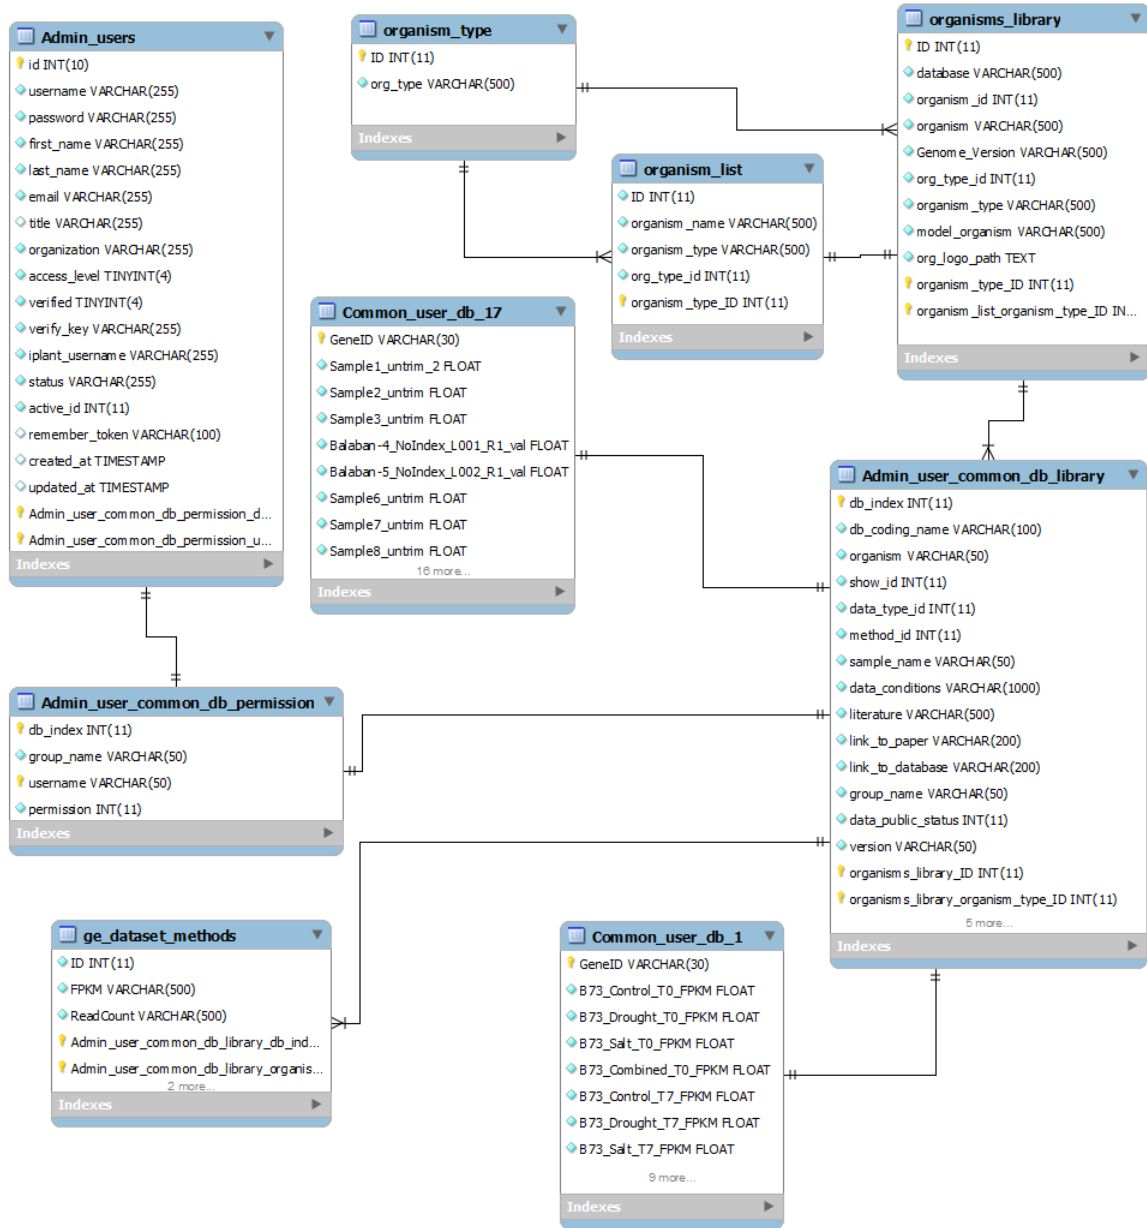 Admin_users
id INT(10)
username VARCHAR(255)
password VARCHAR(255)
first_name VARCHAR(255)
last_name VARCHAR(255)
email VARCHAR(255)
title VARCHAR(255)
organization VARCHAR(255)
access_level TINYINT(4)
verified TINYINT(4)
verify_key VARCHAR(255)
iplant_username VARCHAR(255)
status VARCHAR(255)
active_id INT(11)
remember_token VARCHAR(100)
created_at TIMESTAMP
updated_at TIMESTAMP
Admin_user_common_db_permission_d...
Admin_user_common_db_permission_u...
Indexes
organism_type
ID INT(11)
org_type VARCHAR(500)
Indexes
organisms_library
ID INT(11)
database VARCHAR(500)
organism_id INT(11)
organism VARCHAR(500)
Genome_Version VARCHAR(500)
org_type_id INT(11)
organism_type VARCHAR(500)
model_organism VARCHAR(500)
org_logo_path TEXT
organism_type_ID INT(11)
organism_list_organism_type_ID IN...
Indexes
organism_list
ID INT(11)
organism_name VARCHAR(500)
organism_type VARCHAR(500)
org_type_id INT(11)
organism_type_ID INT(11)
Indexes
Common_user_db_17
GeneID VARCHAR(30)
Sample1_untrim_2 FLOAT
Sample2_untrim FLOAT
Sample3_untrim FLOAT
Balaban-4_NoIndex_L001_R1_val FLOAT
Balaban-5_NoIndex_L002_R1_val FLOAT
Sample6_untrim FLOAT
Sample7_untrim FLOAT
Sample8_untrim FLOAT
16 more...
Indexes
Admin_user_common_db_library
db_index INT(11)
db_coding_name VARCHAR(100)
organism VARCHAR(50)
show_id INT(11)
data_type_id INT(11)
method_id INT(11)
sample_name VARCHAR(50)
data_conditions VARCHAR(1000)
literature VARCHAR(500)
link_to_paper VARCHAR(200)
link_to_database VARCHAR(200)
group_name VARCHAR(50)
data_public_status INT(11)
version VARCHAR(50)
organisms_library_ID INT(11)
organisms_library_organism_type_ID INT(11)
5 more...
Indexes
Admin_user_common_db_permission
db_index INT(11)
group_name VARCHAR(50)
username VARCHAR(50)
permission INT(11)
Indexes
ge_dataset_methods
ID INT(11)
FPKM VARCHAR(500)
ReadCount VARCHAR(500)
Admin_user_common_db_library_db_ind...
Admin_user_common_db_library_organis...
2 more...
Indexes
Common_user_db_1
GeneID VARCHAR(30)
B73_Control_T0_FPKM FLOAT
B73_Drought_T0_FPKM FLOAT
B73_Salt_T0_FPKM FLOAT
B73_Combined_T0_FPKM FLOAT
B73_Control_T7_FPKM FLOAT
B73_Drought_T7_FPKM FLOAT
B73_Salt_T7_FPKM FLOAT
9 more...
Indexes